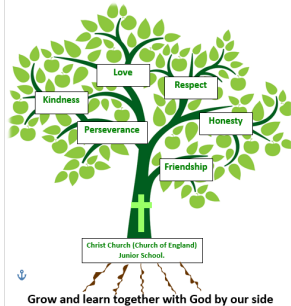 Love
Respect
Kindness
Honesty
Perseverance
Friendship
Christ Church (Church of England)
Junior School.
Grow and learn together with God by our side